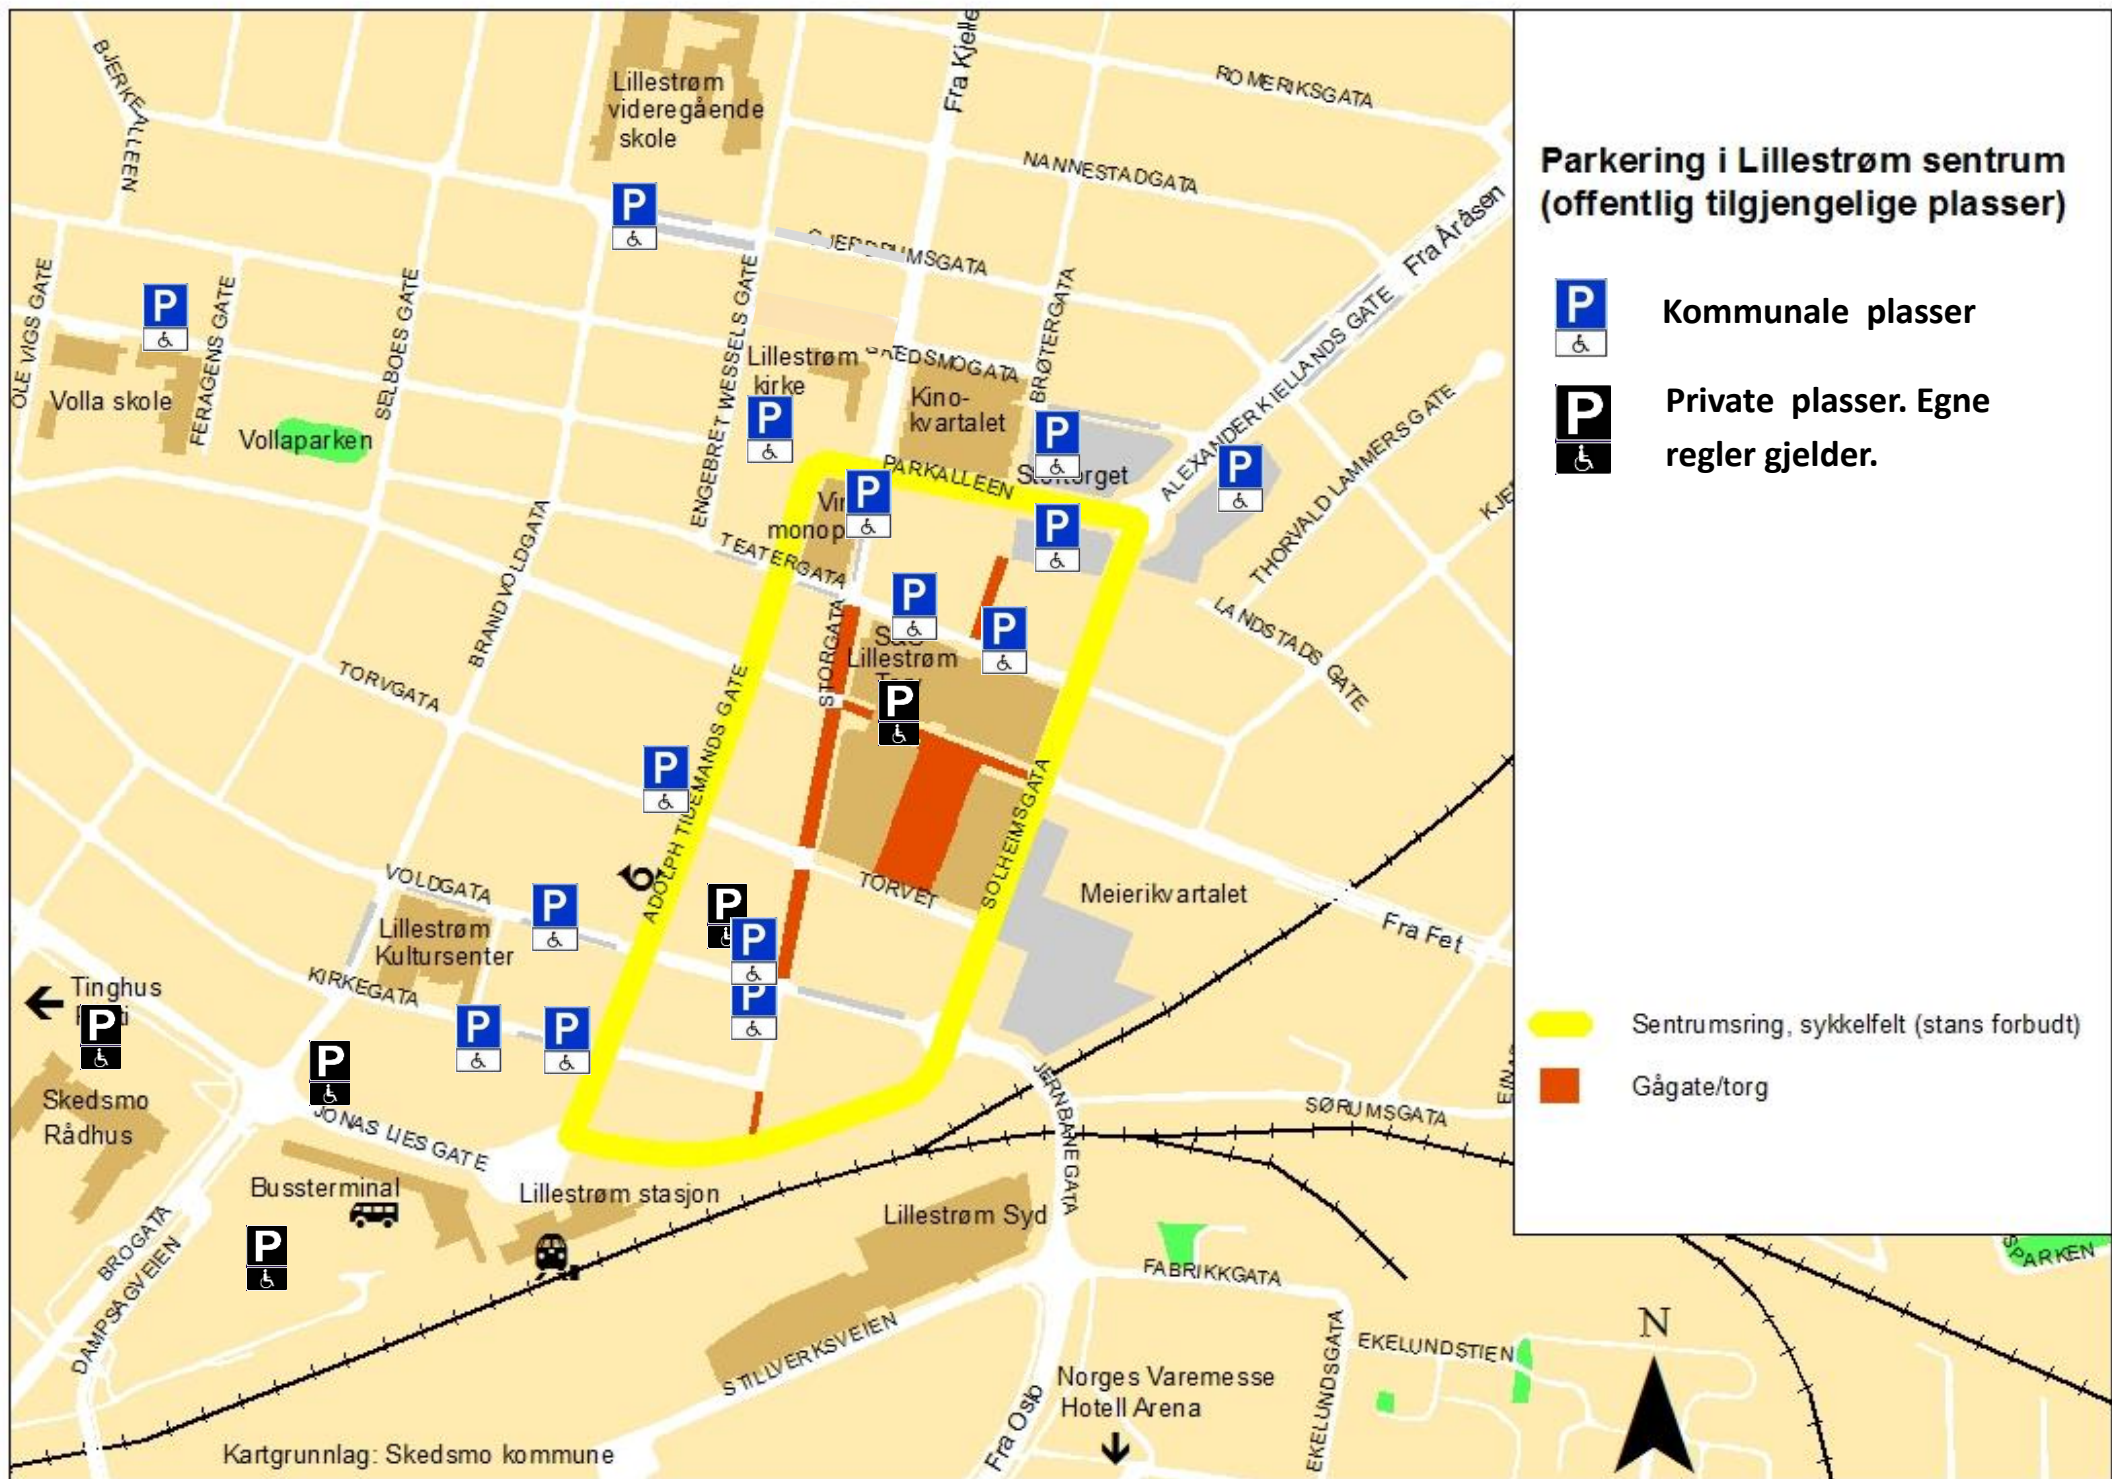 Parkering i Lillestrøm sentrum
(offentlig tilgjengelige plasser)
P
Kommunale plasser
P
Private plasser. Egne
regler gjelder.
Sentrumsring, sykkelfelt (stans forbudt)
Gågate/torg
N
BJERKEALLEEN
Lillestrøm
videregående
skole
Fra Kjelle
ROMERIKSGATA
NANNESTADGATA
Fra Åråsen
P
P
OLE VIGS GATE
FERAGENS GATE
SELBOES GATE
ENGEBRET WESSELS GATE
BRØTERGATA
ALEXANDER KIELLANDS GATE
Volla skole
Vollaparken
Lillestrøm
kirke
Kino-
kvartalet
P
P
P
P
P
PARKALLEEN
THORVALD LAMMERSGATE
TEATERGATA
BRANDVOLDGATA
STORGATA
P
P
Lillestrøm
P
LANDSTADS GATE
TORVGATA
ADOLPH TIDEMANDS GATE
P
SOLHEIMSGATA
TORVET
Meierikvartalet
Fra Fet
VOLDGATA
P
P
P
P
Lillestrøm
Kultursenter
KIRKEGATA
P
P
Tinghus
P
P
Skedsmo
Rådhus
JONAS LIES GATE
JERNBANEGATA
SØRUMSGATA
Bussterminal
Lillestrøm stasjon
Lillestrøm Syd
P
BROGATA
DAMPSAGVEIEN
STILLVERKSVEIEN
FABRIKKGATA
EKELUNDSGATA
EKELUNDSTIEN
SPARKEN
Norges Varemesse
Hotell Arena
Fra Oslo
Kartgrunnlag: Skedsmo kommune